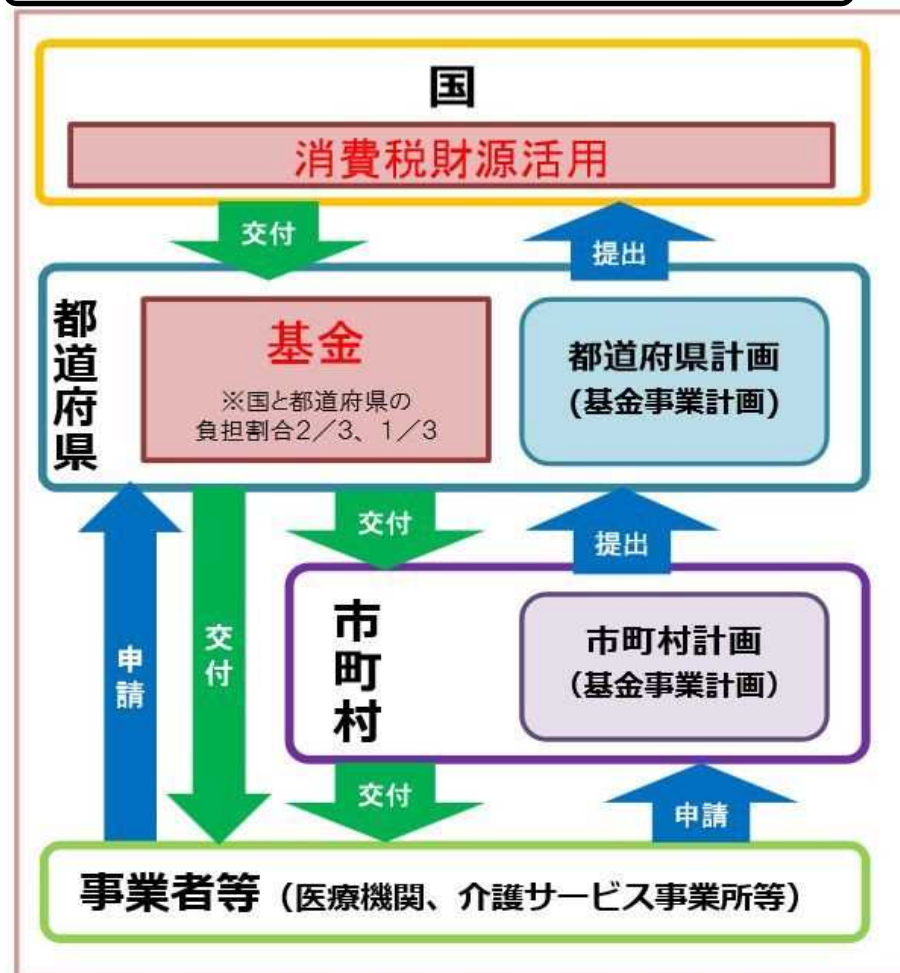 国
消費税財源活用
交付
提出
都道府県
基金
※国と都道府県の
負担割合2／3、1／3
都道府県計画
(基金事業計画)
申請
交付
交付
提出
市町村
市町村計画
（基金事業計画）
交付
申請
事業者等（医療機関、介護サービス事業所等）